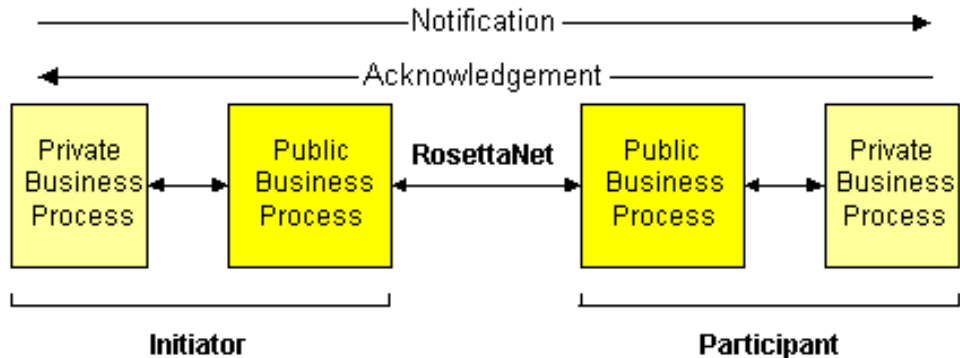 Notification
Acknowledgement
Private
Business
Process
Public
Business
Process
RosettaNet
Public
Business
Process
Private
Business
Process
Initiator
Participant